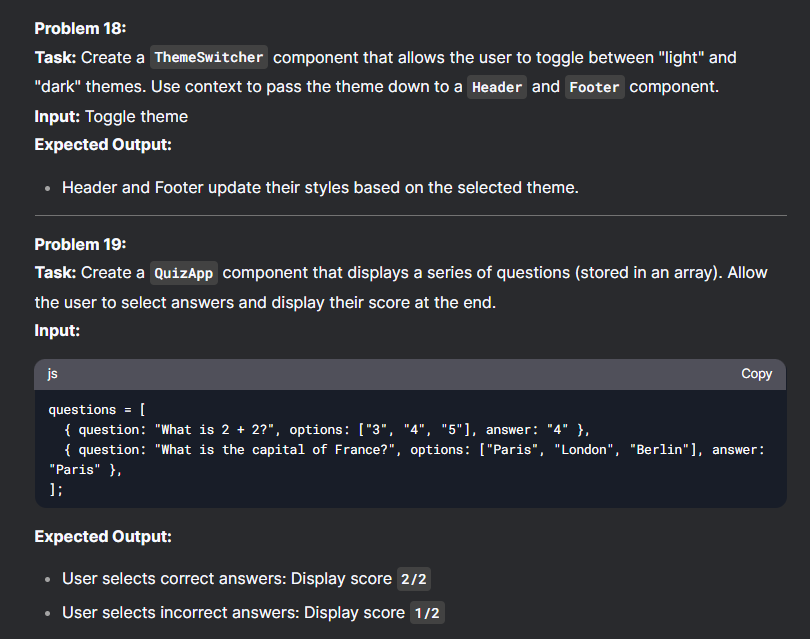 Problem 18:
Task: Create a ThemeSwitcher component that allows the user to toggle between "light" and
"dark" themes. Use context to pass the theme down to a Header and Footer component.
Input: Toggle theme
Expected Output:
• Header and Footer update their styles based on the selected theme.
Problem 19:
Task: Create a QuizApp component that displays a series of questions (stored in an array). Allow
the user to select answers and display their score at the end.
Input:
js Copy
questions = [
  { question: "What is 2 + 2?", options: ["3", "4", "5"], answer: "4" },
  { question: "What is the capital of France?", options: ["Paris", "London", "Berlin"], answer:
"Paris" },
];
Expected Output:
• User selects correct answers: Display score 2/2
• User selects incorrect answers: Display score 1/2